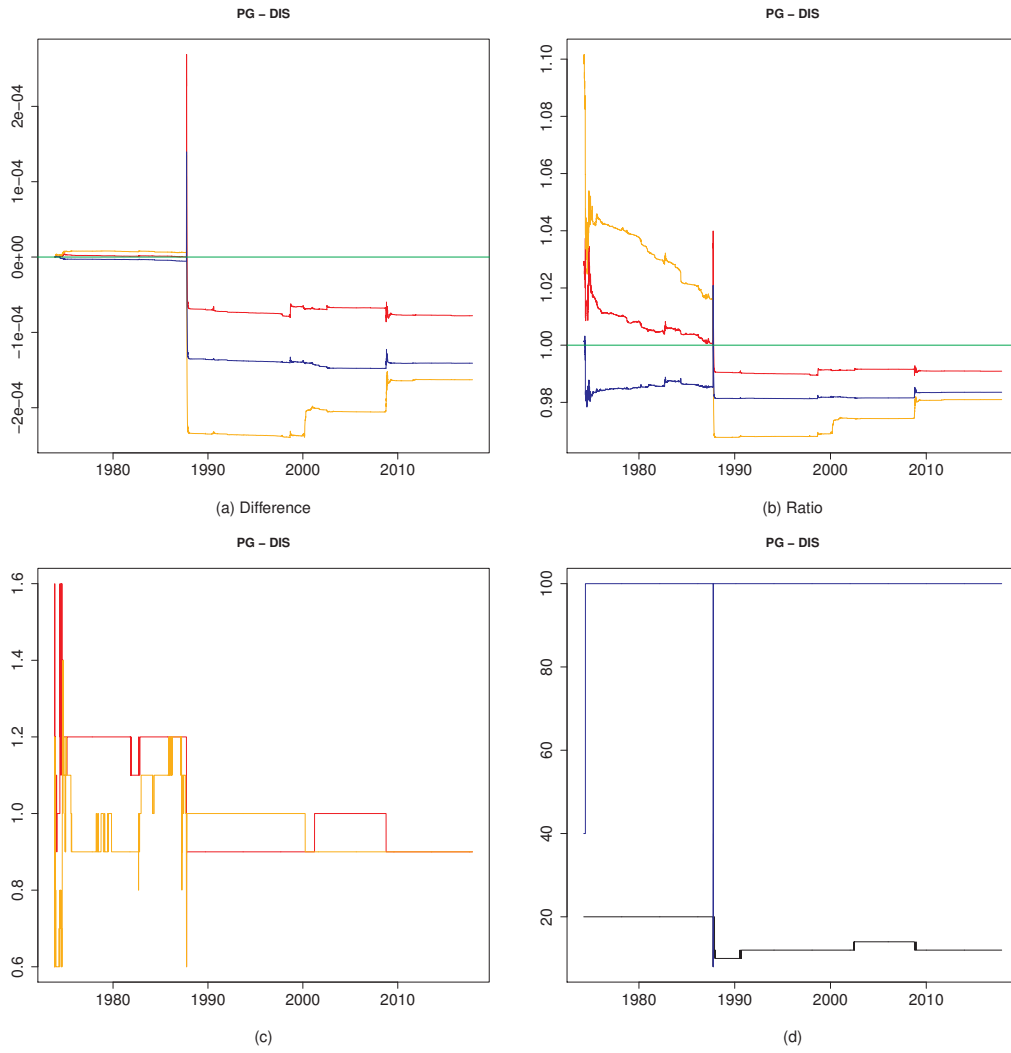 PG – DIS
2e−04
1e−04
0e+00
−1e−04
−2e−04
1980 1990 2000 2010
(a) Difference
PG – DIS
1.10
1.08
1.06
1.04
1.02
1.00
0.98
1980 1990 2000 2010
(b) Ratio
PG – DIS
1.6
1.4
1.2
1.0
0.8
0.6
1980 1990 2000 2010
(c)
PG – DIS
100
80
60
40
20
1980 1990 2000 2010
(d)